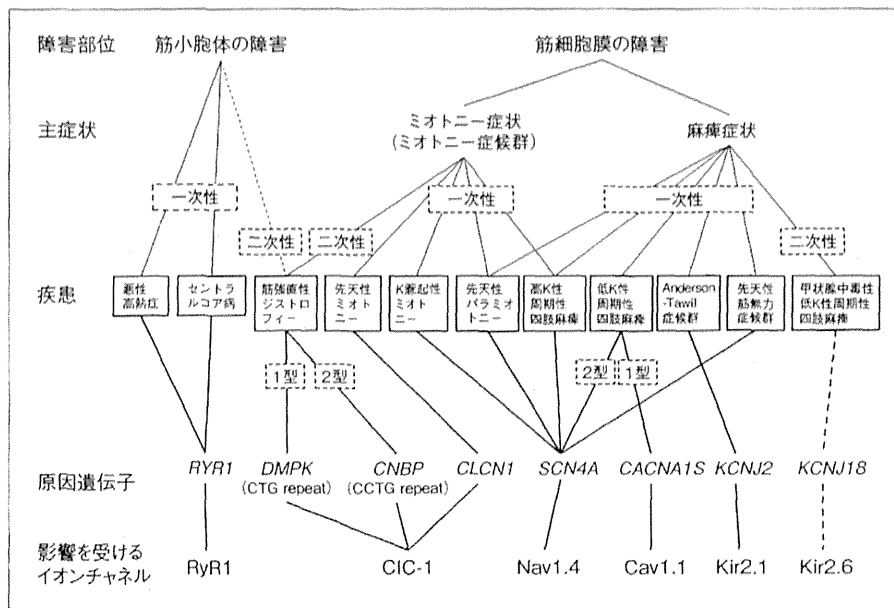 障害部位 筋小胞体の障害 筋細胞膜の障害
主症状
ミオトニー症状
(ミオトニー症候群)
麻痺症状
一次性 一次性 一次性
二次性 二次性 二次性
疾患
悪性
高熱症
セントラ
ルコア病
筋強直性
ジストロ
フィー
先天性
ミオト
ニー
K惹起性
ミオト
ニー
先天性
パラミオ
トニー
高K性
周期性
四肢麻痺
低K性
周期性
四肢麻痺
Anderson
-Tawil
症候群
先天性
筋無力
症候群
甲状腺中毒性
低K性周期性
四肢麻痺
1型 2型 2型 1型
原因遺伝子
RYR1 DMPK CNBP CLCN1 SCN4A CACNA1S KCNJ2 KCNJ18
(CTG repeat) (CCTG repeat)
影響を受ける
イオンチャネル
RyR1 ClC-1 Nav1.4 Cav1.1 Kir2.1 Kir2.6